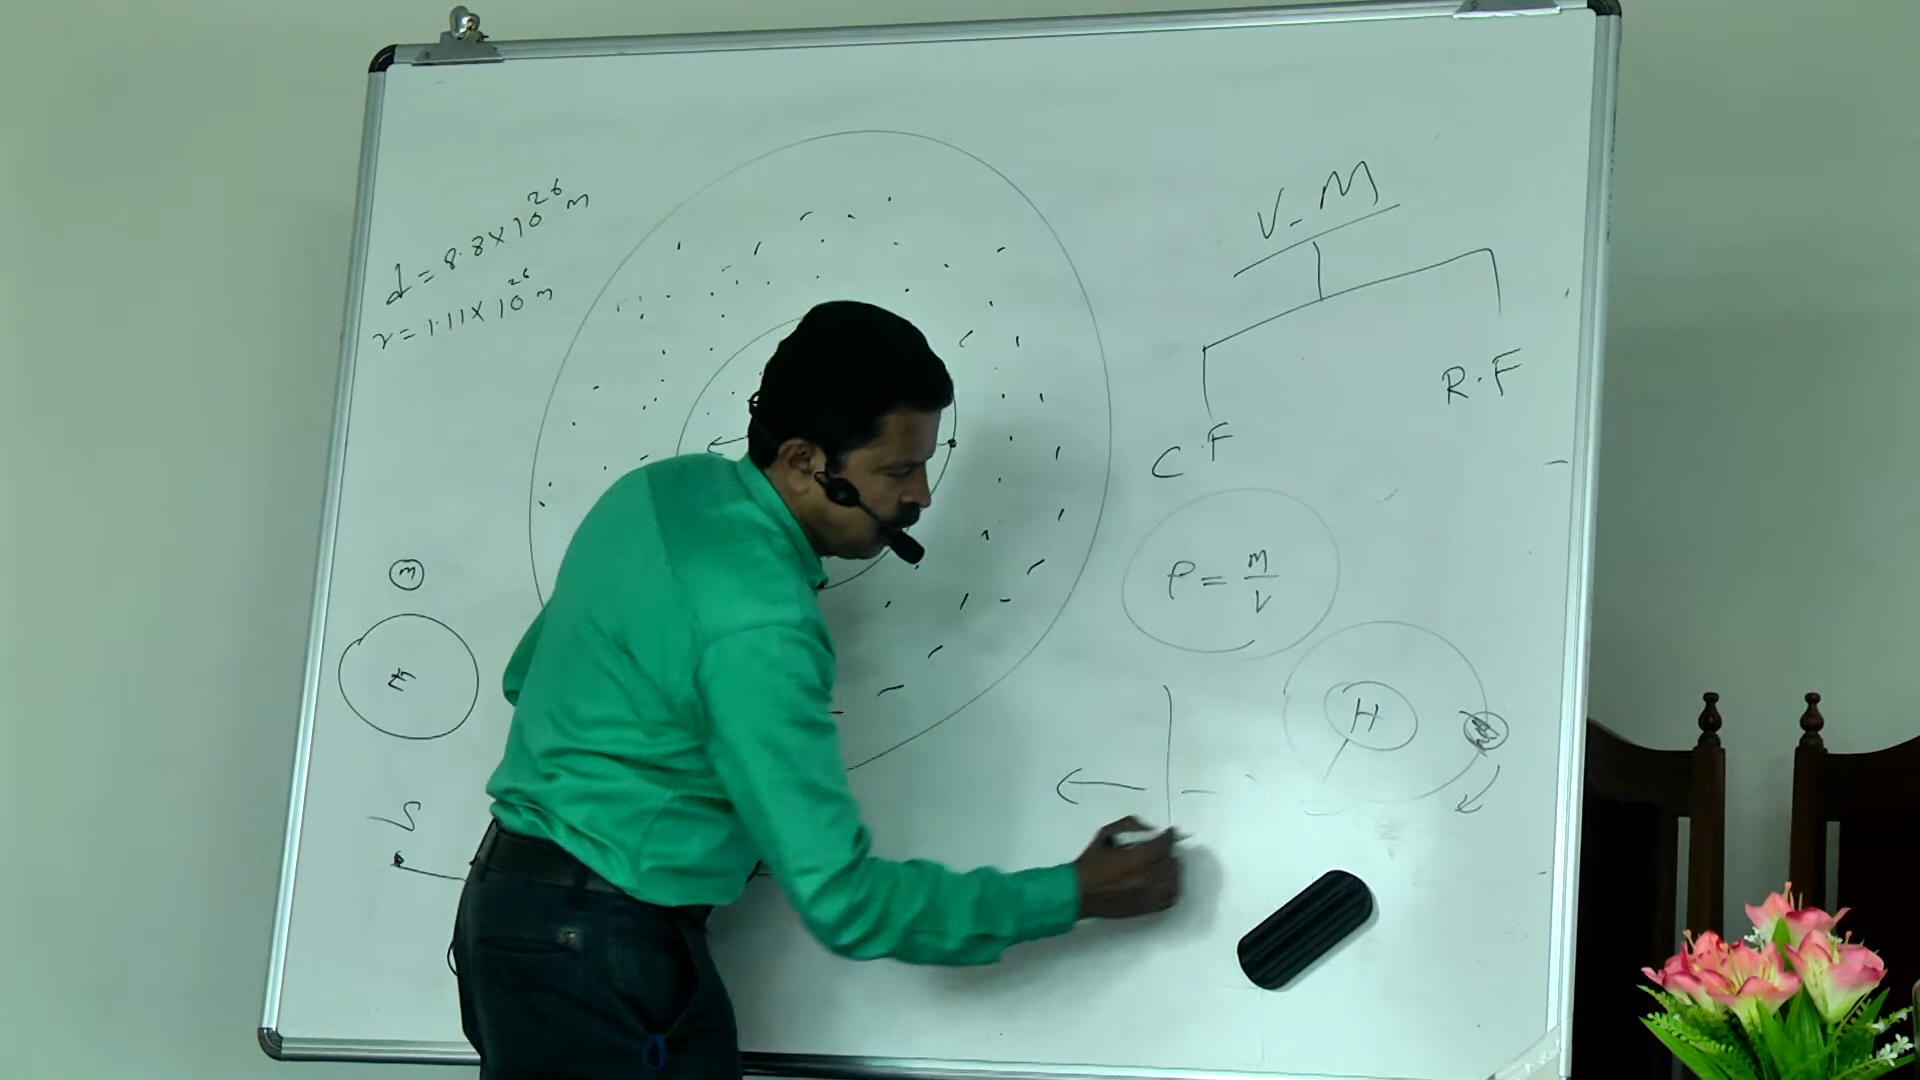 d = 8.8 × 10²⁶ m
r = 1.11 × 10²⁶ m
V-M
R.F
C.F
ρ = m/V
m
E
H
S